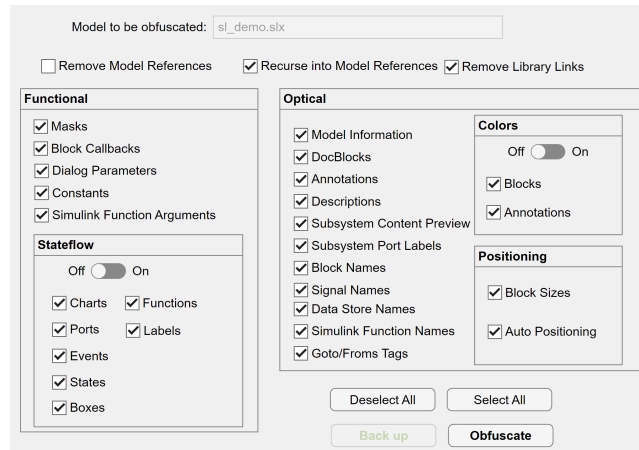 Model to be obfuscated: sl_demo.slx
Remove Model References Recurse into Model References Remove Library Links
Functional
Masks
Block Callbacks
Dialog Parameters
Constants
Simulink Function Arguments
Stateflow
Off On
Charts Functions
Ports Labels
Events
States
Boxes
Optical
Model Information
DocBlocks
Annotations
Descriptions
Subsystem Content Preview
Subsystem Port Labels
Block Names
Signal Names
Data Store Names
Simulink Function Names
Goto/Froms Tags
Colors
Off On
Blocks
Annotations
Positioning
Block Sizes
Auto Positioning
Deselect All Select All
Back up Obfuscate